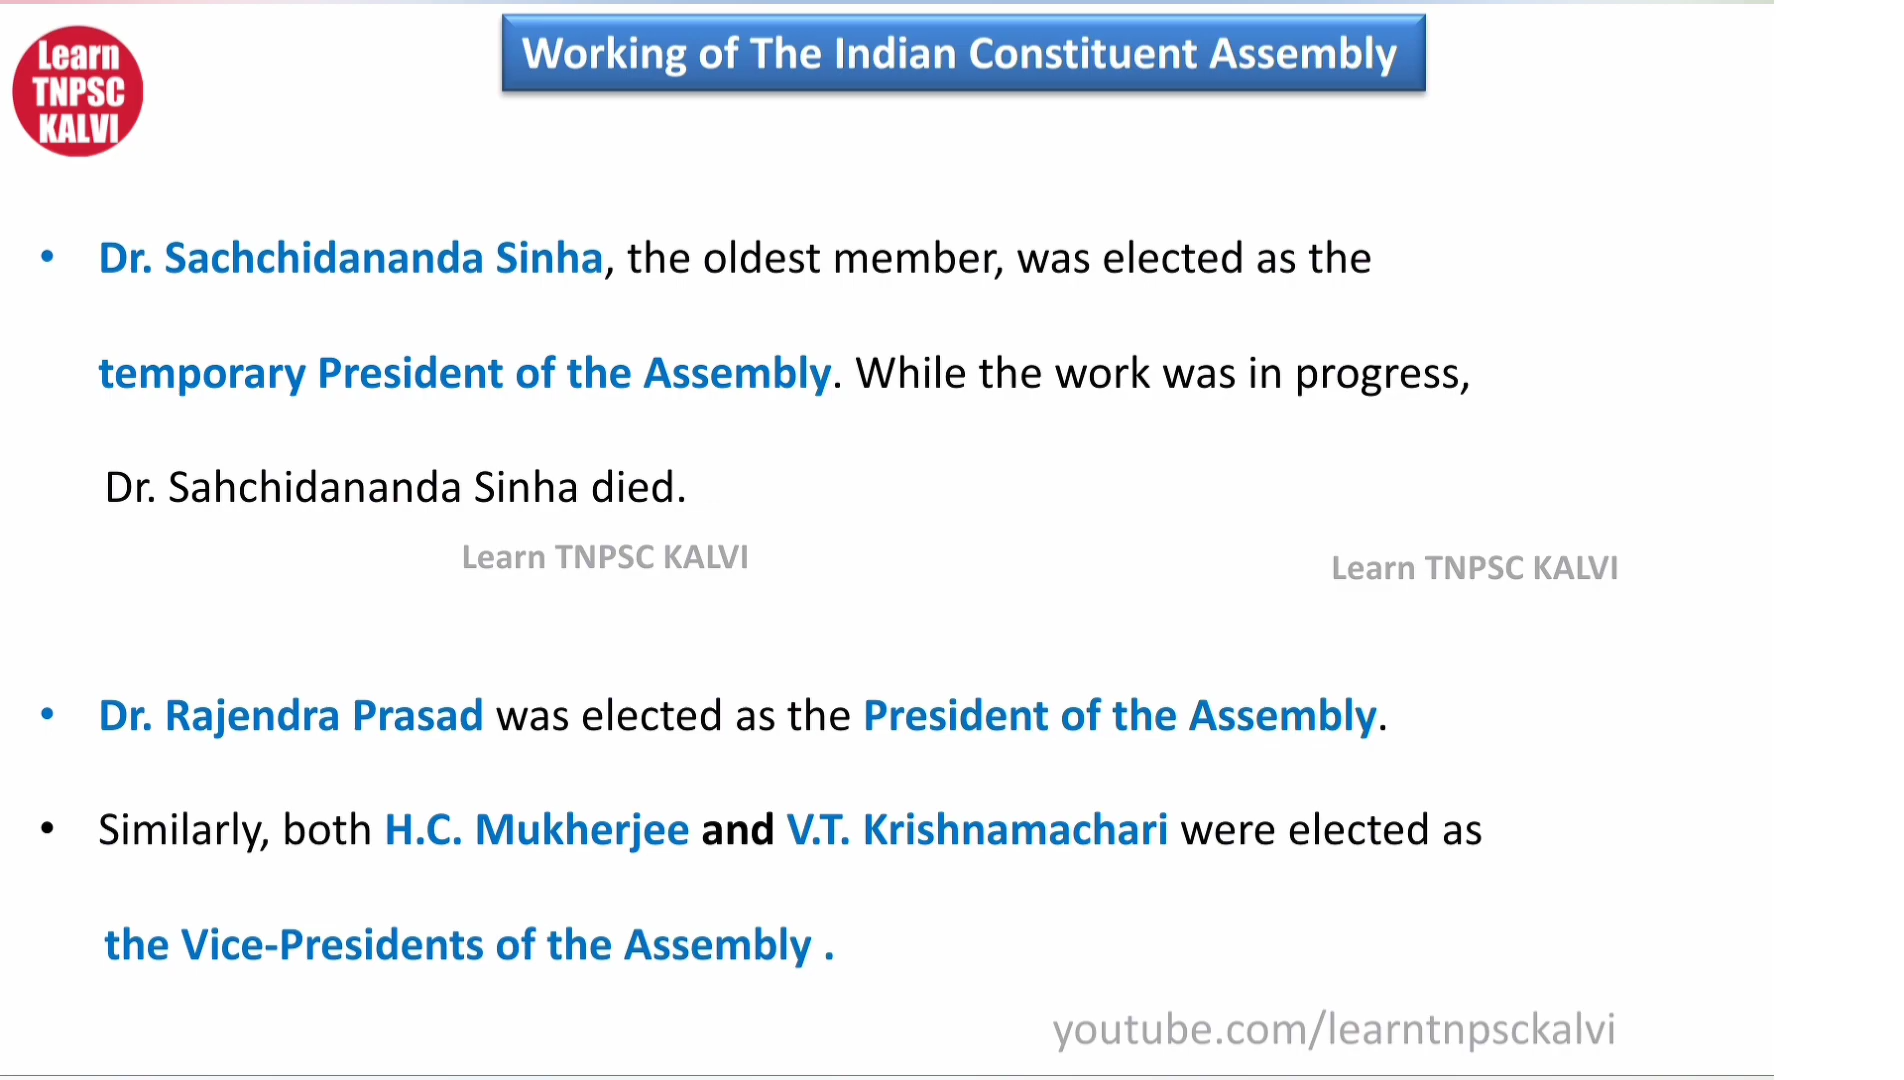 Learn
TNPSC
KALVI
Working of The Indian Constituent Assembly
• Dr. Sachchidananda Sinha, the oldest member, was elected as the
temporary President of the Assembly. While the work was in progress,
Dr. Sahchidananda Sinha died.
Learn TNPSC KALVI
Learn TNPSC KALVI
• Dr. Rajendra Prasad was elected as the President of the Assembly.
• Similarly, both H.C. Mukherjee and V.T. Krishnamachari were elected as
the Vice-Presidents of the Assembly .
youtube.com/learntnpsckalvi